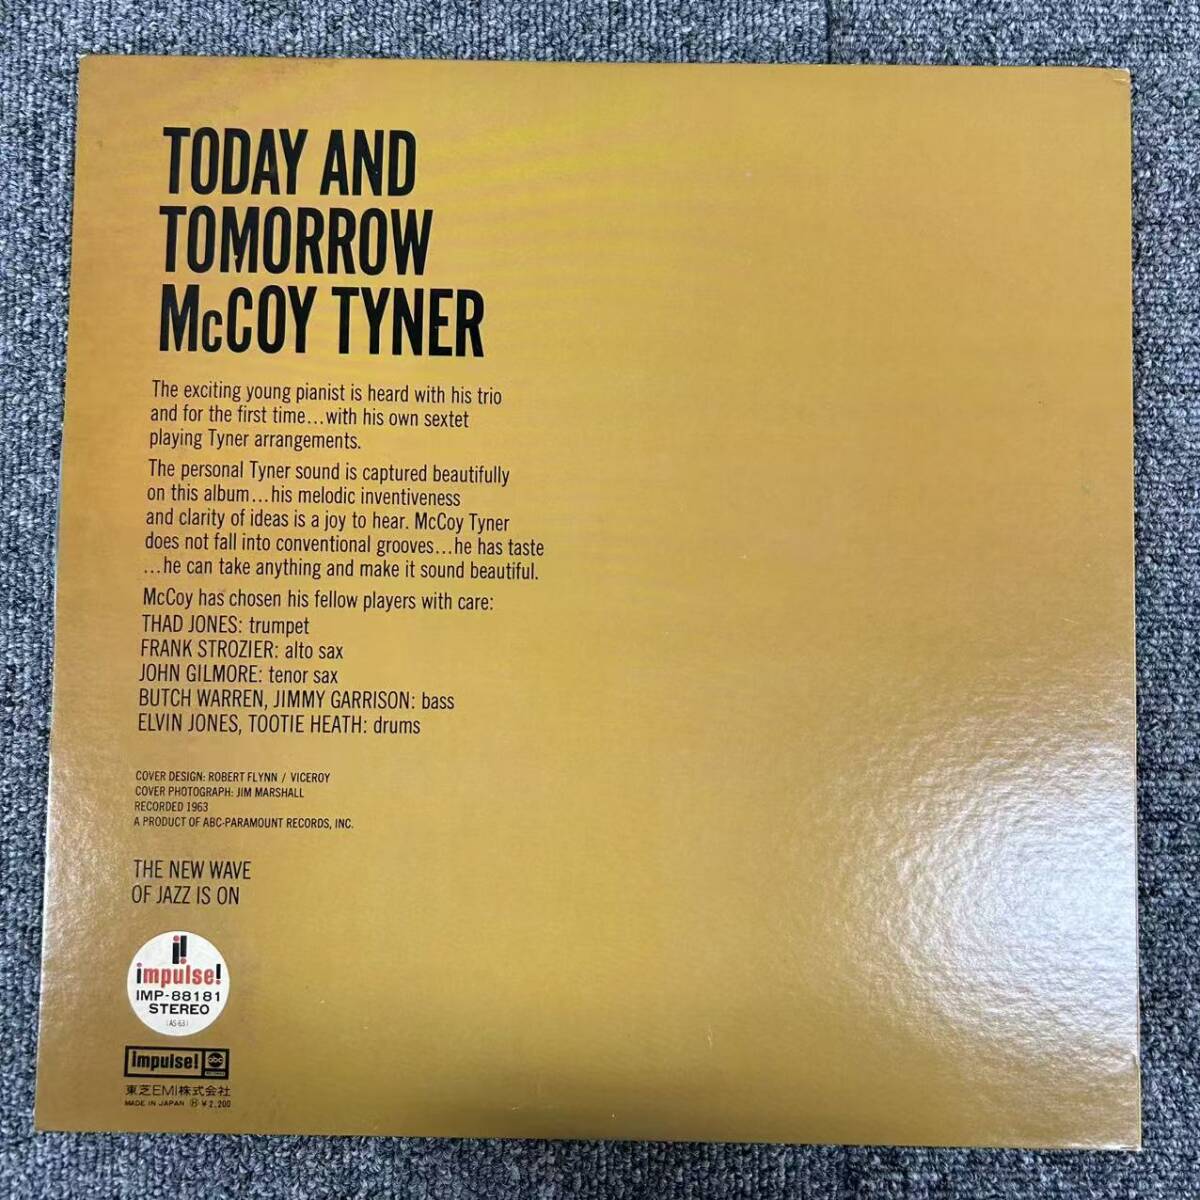 TODAY AND
TOMORROW
McCOY TYNER
The exciting young pianist is heard with his trio
and for the first time...with his own sextet
playing Tyner arrangements.
The personal Tyner sound is captured beautifully
on this album...his melodic inventiveness
and clarity of ideas is a joy to hear. McCoy Tyner
does not fall into conventional grooves...he has taste
...he can take anything and make it sound beautiful.
McCoy has chosen his fellow players with care:
THAD JONES: trumpet
FRANK STROZIER: alto sax
JOHN GILMORE: tenor sax
BUTCH WARREN, JIMMY GARRISON: bass
ELVIN JONES, TOOTIE HEATH: drums
COVER DESIGN: ROBERT FLYNN / VICEROY
COVER PHOTOGRAPH: JIM MARSHALL
RECORDED 1963
A PRODUCT OF ABC-PARAMOUNT RECORDS, INC.
THE NEW WAVE
OF JAZZ IS ON
i!
impulse!
IMP-88181
STEREO
(AS-63)
impulse! abc
東芝EMI株式会社
MADE IN JAPAN Ⓗ ¥2,200